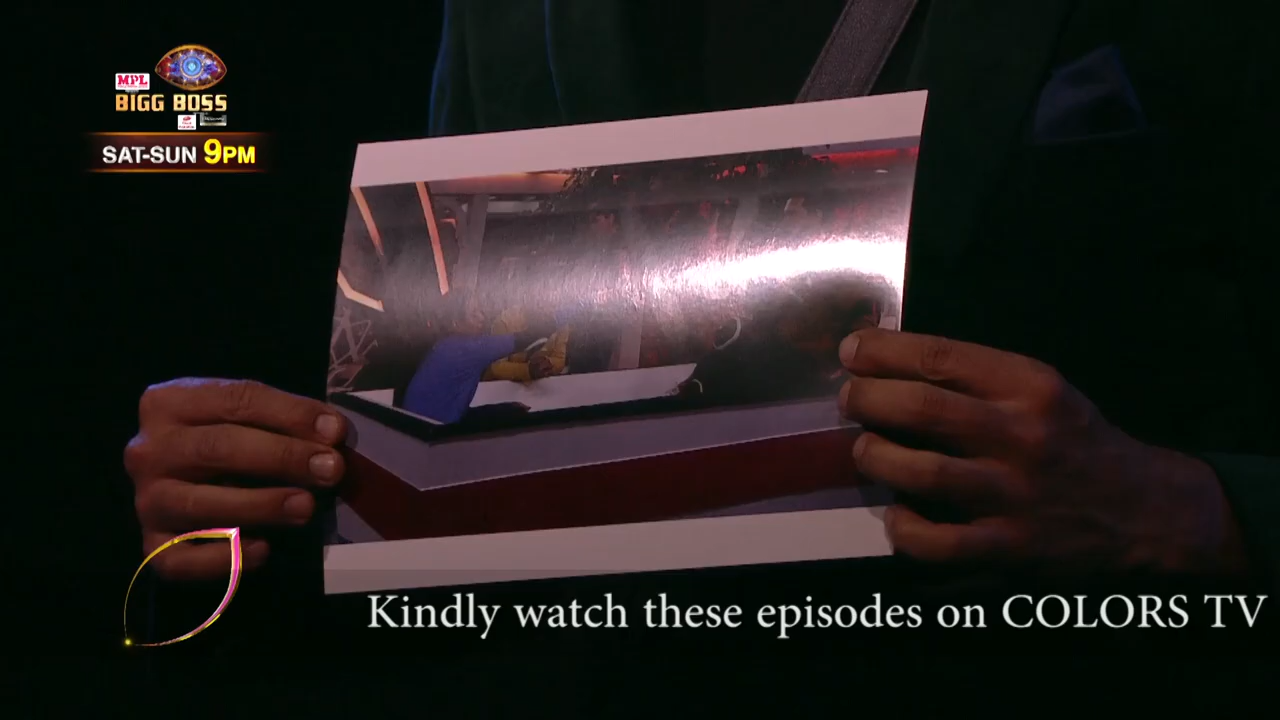 MPL
BIGG BOSS
SAT-SUN 9PM
Kindly watch these episodes on COLORS TV